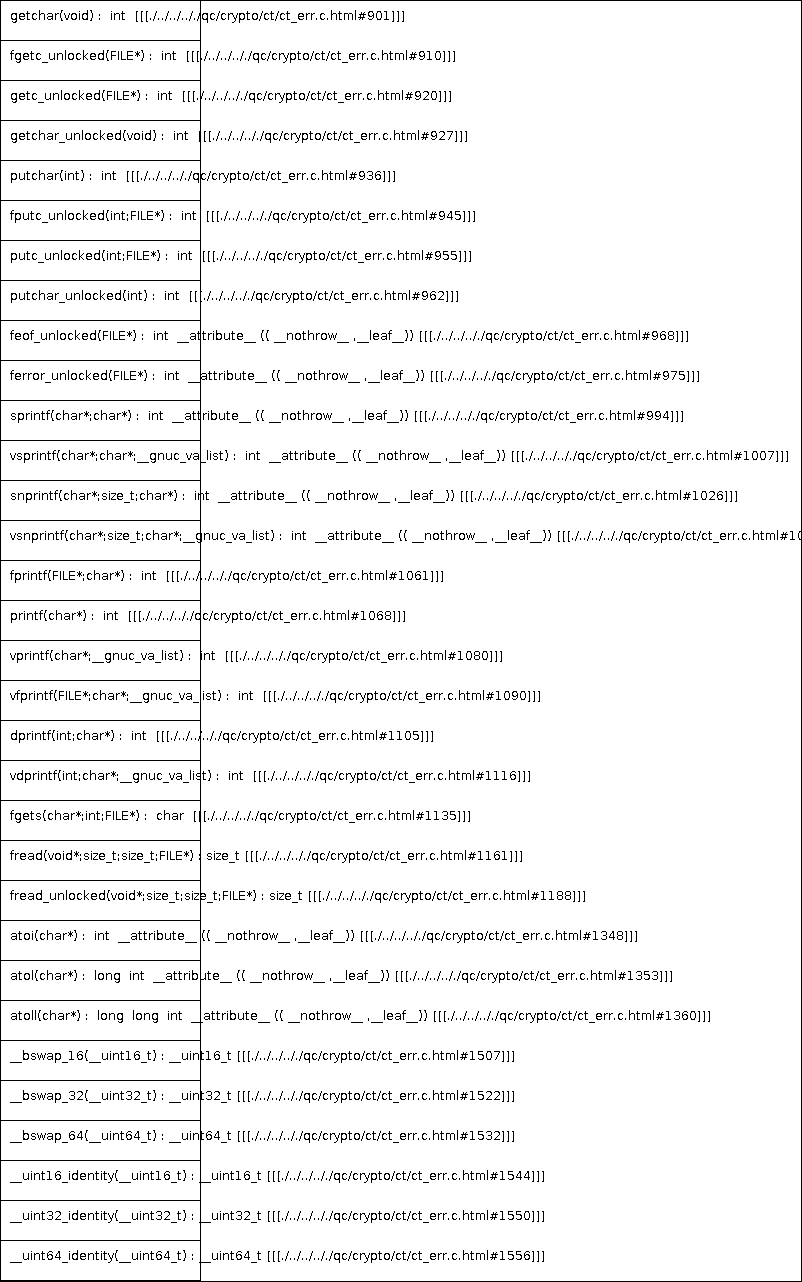 getchar(void) : int [[[./../../../qc/crypto/ct/ct_err.c.html#901]]]
fgetc_unlocked(FILE*) : int [[[./../../../qc/crypto/ct/ct_err.c.html#910]]]
getc_unlocked(FILE*) : int [[[./../../../qc/crypto/ct/ct_err.c.html#920]]]
getchar_unlocked(void) : int [[[./../../../qc/crypto/ct/ct_err.c.html#927]]]
putchar(int) : int [[[./../../../qc/crypto/ct/ct_err.c.html#936]]]
fputc_unlocked(int;FILE*) : int [[[./../../../qc/crypto/ct/ct_err.c.html#945]]]
putc_unlocked(int;FILE*) : int [[[./../../../qc/crypto/ct/ct_err.c.html#955]]]
putchar_unlocked(int) : int [[[./../../../qc/crypto/ct/ct_err.c.html#962]]]
feof_unlocked(FILE*) : int __attribute__ (( __nothrow__ ,__leaf__)) [[[./../../../qc/crypto/ct/ct_err.c.html#968]]]
ferror_unlocked(FILE*) : int __attribute__ (( __nothrow__ ,__leaf__)) [[[./../../../qc/crypto/ct/ct_err.c.html#975]]]
sprintf(char*;char*) : int __attribute__ (( __nothrow__ ,__leaf__)) [[[./../../../qc/crypto/ct/ct_err.c.html#994]]]
vsprintf(char*;char*;__gnuc_va_list) : int __attribute__ (( __nothrow__ ,__leaf__)) [[[./../../../qc/crypto/ct/ct_err.c.html#1007]]]
snprintf(char*;size_t;char*) : int __attribute__ (( __nothrow__ ,__leaf__)) [[[./../../../qc/crypto/ct/ct_err.c.html#1026]]]
vsnprintf(char*;size_t;char*;__gnuc_va_list) : int __attribute__ (( __nothrow__ ,__leaf__)) [[[./../../../qc/crypto/ct/ct_err.c.html#10
fprintf(FILE*;char*) : int [[[./../../../qc/crypto/ct/ct_err.c.html#1061]]]
printf(char*) : int [[[./../../../qc/crypto/ct/ct_err.c.html#1068]]]
vprintf(char*;__gnuc_va_list) : int [[[./../../../qc/crypto/ct/ct_err.c.html#1080]]]
vfprintf(FILE*;char*;__gnuc_va_list) : int [[[./../../../qc/crypto/ct/ct_err.c.html#1090]]]
dprintf(int;char*) : int [[[./../../../qc/crypto/ct/ct_err.c.html#1105]]]
vdprintf(int;char*;__gnuc_va_list) : int [[[./../../../qc/crypto/ct/ct_err.c.html#1116]]]
fgets(char*;int;FILE*) : char [[[./../../../qc/crypto/ct/ct_err.c.html#1135]]]
fread(void*;size_t;size_t;FILE*) : size_t [[[./../../../qc/crypto/ct/ct_err.c.html#1161]]]
fread_unlocked(void*;size_t;size_t;FILE*) : size_t [[[./../../../qc/crypto/ct/ct_err.c.html#1188]]]
atoi(char*) : int __attribute__ (( __nothrow__ ,__leaf__)) [[[./../../../qc/crypto/ct/ct_err.c.html#1348]]]
atol(char*) : long int __attribute__ (( __nothrow__ ,__leaf__)) [[[./../../../qc/crypto/ct/ct_err.c.html#1353]]]
atoll(char*) : long long int __attribute__ (( __nothrow__ ,__leaf__)) [[[./../../../qc/crypto/ct/ct_err.c.html#1360]]]
__bswap_16(__uint16_t) : __uint16_t [[[./../../../qc/crypto/ct/ct_err.c.html#1507]]]
__bswap_32(__uint32_t) : __uint32_t [[[./../../../qc/crypto/ct/ct_err.c.html#1522]]]
__bswap_64(__uint64_t) : __uint64_t [[[./../../../qc/crypto/ct/ct_err.c.html#1532]]]
__uint16_identity(__uint16_t) : __uint16_t [[[./../../../qc/crypto/ct/ct_err.c.html#1544]]]
__uint32_identity(__uint32_t) : __uint32_t [[[./../../../qc/crypto/ct/ct_err.c.html#1550]]]
__uint64_identity(__uint64_t) : __uint64_t [[[./../../../qc/crypto/ct/ct_err.c.html#1556]]]